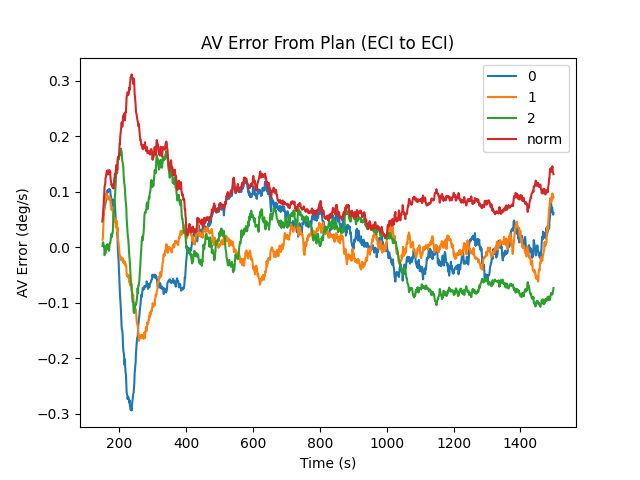 AV Error From Plan (ECI to ECI)
0
1
2
norm
AV Error (deg/s)
0.3
0.2
0.1
0.0
−0.1
−0.2
−0.3
200 400 600 800 1000 1200 1400
Time (s)